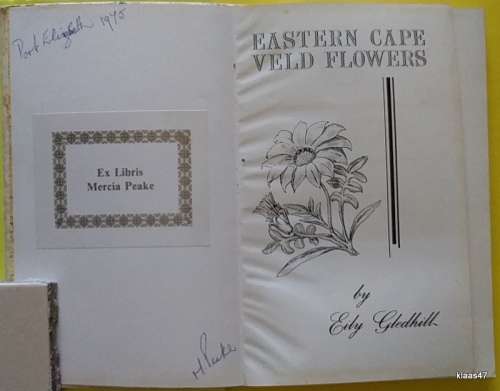 Port Elizabeth 1975
Ex Libris
Mercia Peake
M Peake
EASTERN CAPE
VELD FLOWERS
by
Eily Gledhill
klaas47